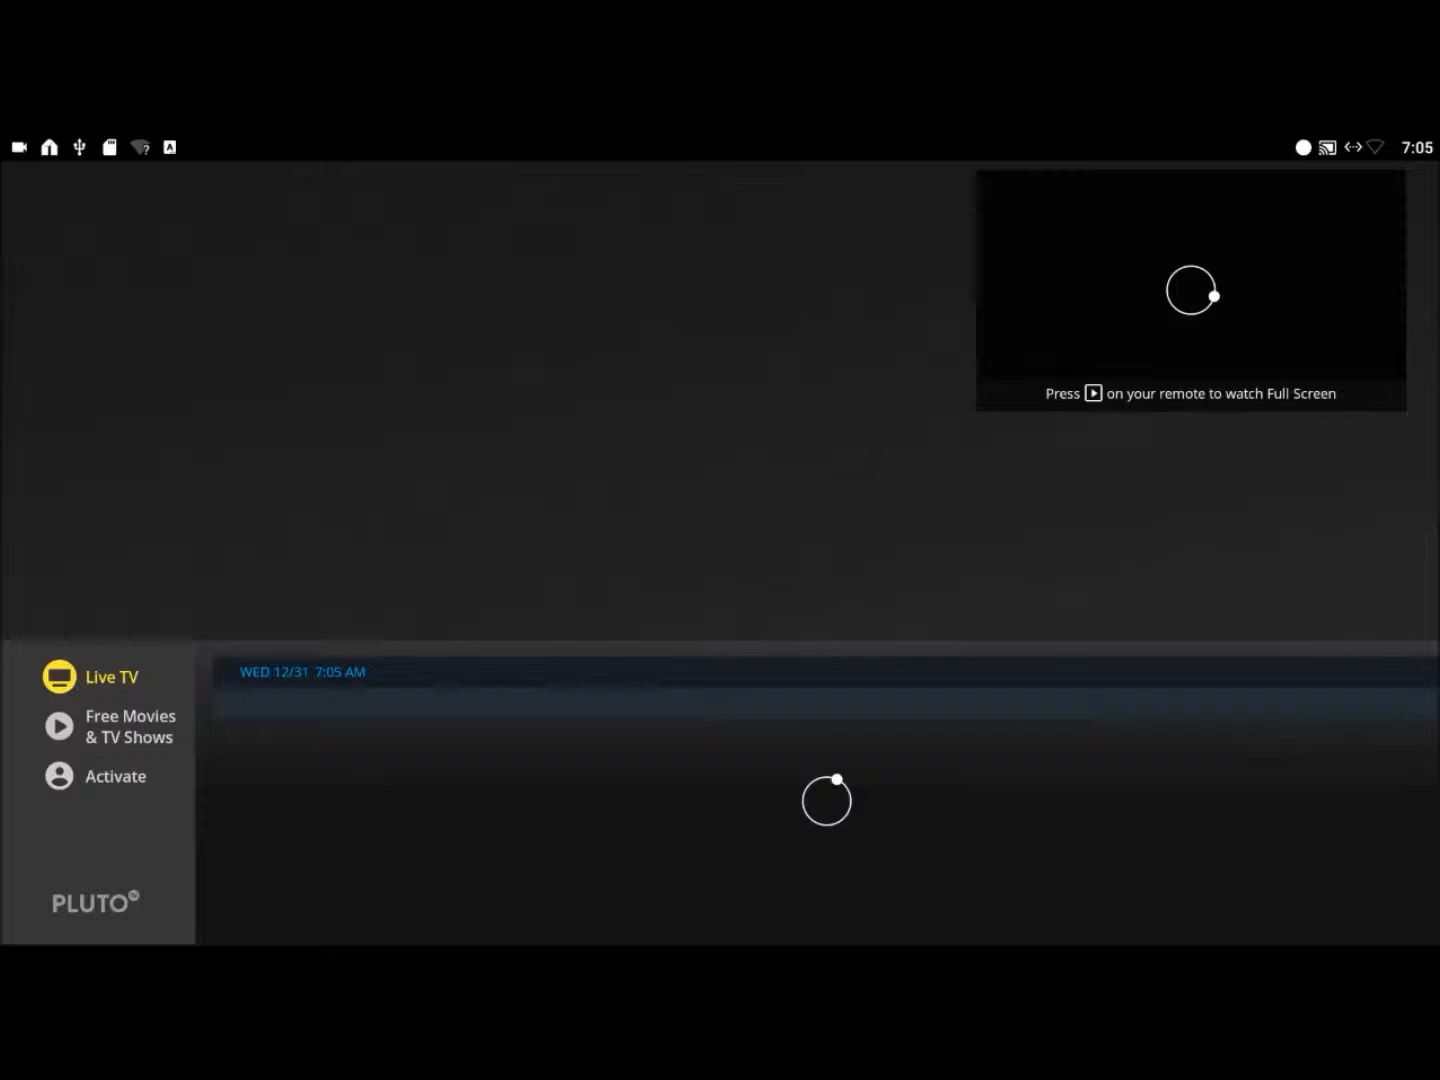 7:05
Press on your remote to watch Full Screen
Live TV
WED 12/31 7:05 AM
Free Movies
& TV Shows
Activate
PLUTO TV